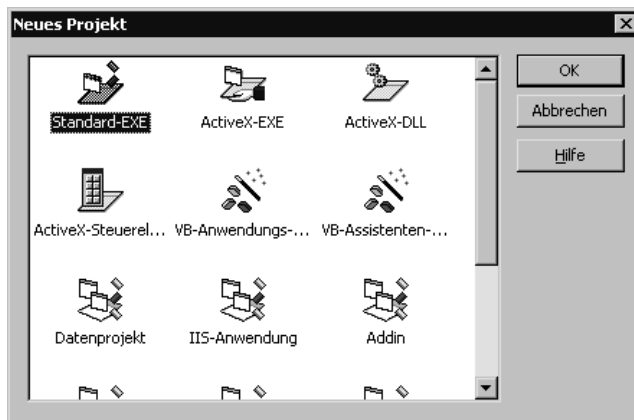 Neues Projekt
Standard-EXE
ActiveX-EXE
ActiveX-DLL
ActiveX-Steuerel...
VB-Anwendungs-...
VB-Assistenten-...
Datenprojekt
IIS-Anwendung
Addin
OK
Abbrechen
Hilfe